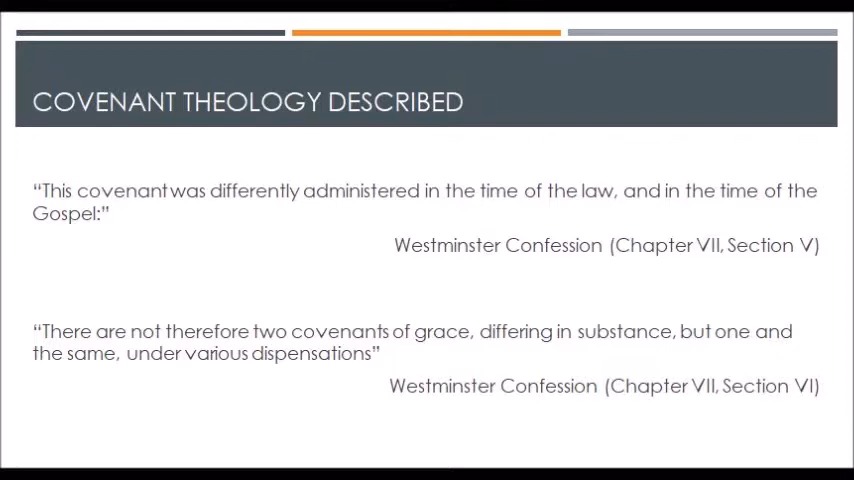 COVENANT THEOLOGY DESCRIBED
“This covenant was differently administered in the time of the law, and in the time of the
Gospel:”
Westminster Confession (Chapter VII, Section V)
“There are not therefore two covenants of grace, differing in substance, but one and
the same, under various dispensations”
Westminster Confession (Chapter VII, Section VI)